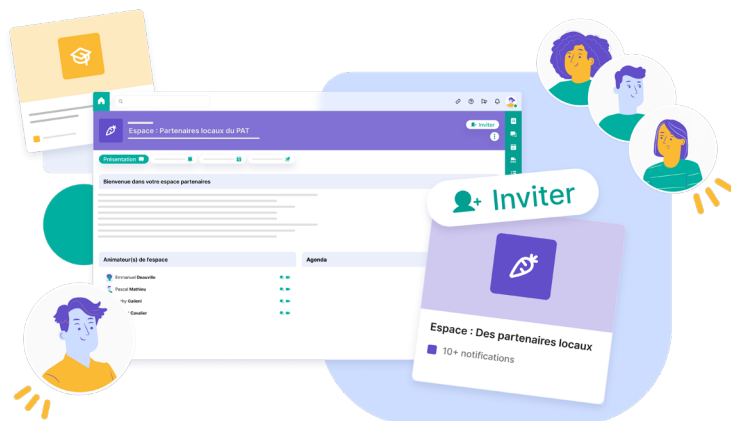 Espace : Partenaires locaux du PAT
Inviter
Présentation
Bienvenue dans votre espace partenaires
Animateur(s) de l'espace
Agenda
Emmanuel Deauville
Pascal Mathieu
Galemi
Cavalier
Inviter
Espace : Des partenaires locaux
10+ notifications